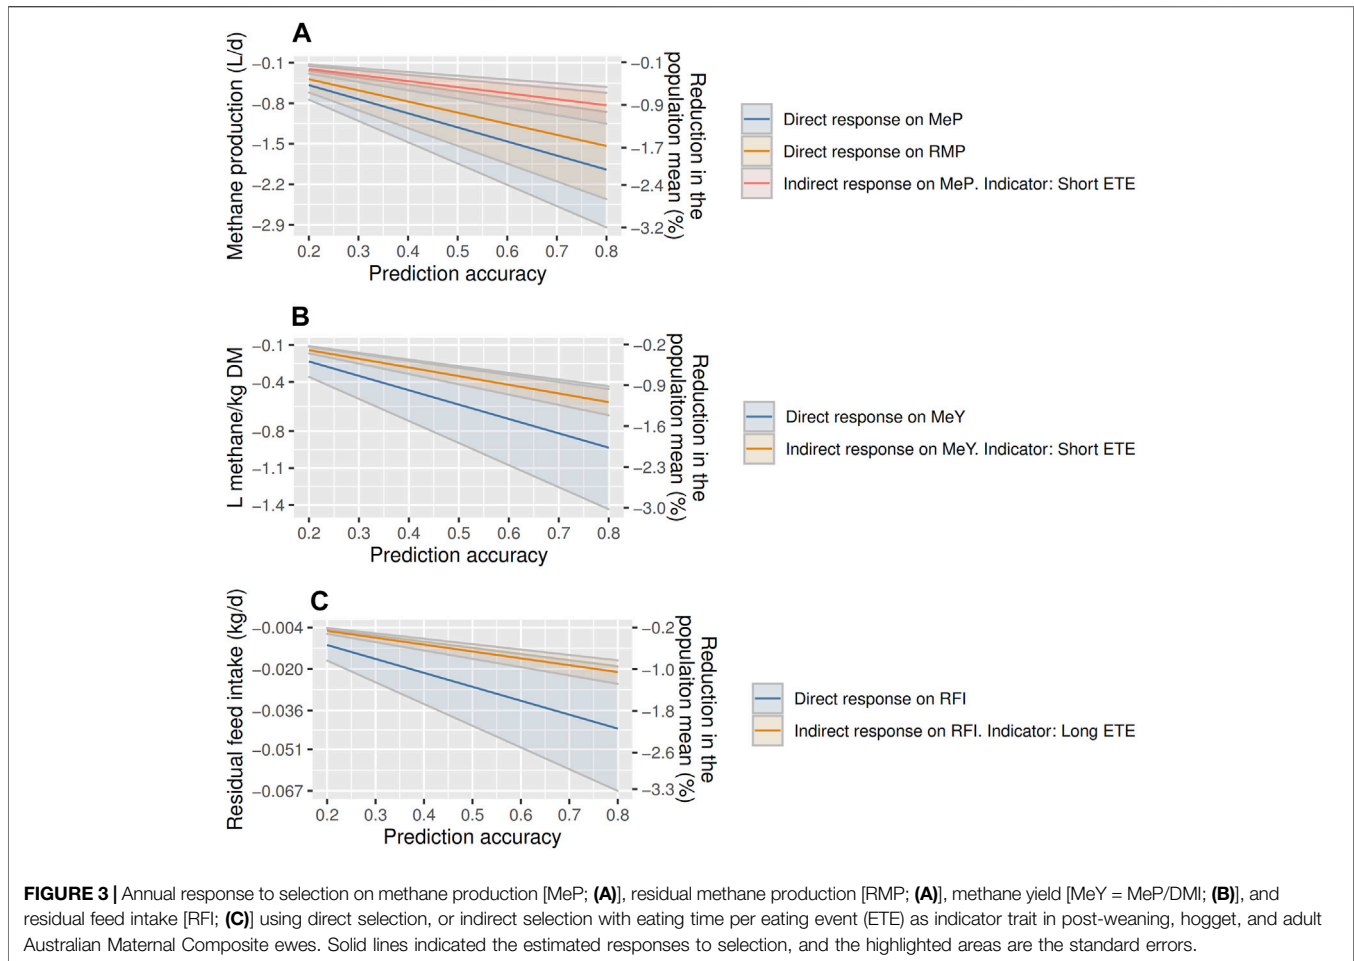 A
Methane production (L/d)
−0.1
−0.8
−1.5
−2.2
−2.9
−0.1
−0.9
−1.7
−2.4
−3.2
Reduction in the
populaiton mean (%)
0.2 0.3 0.4 0.5 0.6 0.7 0.8
Prediction accuracy
Direct response on MeP
Direct response on RMP
Indirect response on MeP. Indicator: Short ETE
B
L methane/kg DM
−0.1
−0.4
−0.8
−1.1
−1.4
−0.2
−0.9
−1.6
−2.3
−3.0
Reduction in the
populaiton mean (%)
0.2 0.3 0.4 0.5 0.6 0.7 0.8
Prediction accuracy
Direct response on MeY
Indirect response on MeY. Indicator: Short ETE
C
Residual feed intake (kg/d)
−0.004
−0.020
−0.036
−0.051
−0.067
−0.2
−1.0
−1.8
−2.6
−3.3
Reduction in the
populaiton mean (%)
0.2 0.3 0.4 0.5 0.6 0.7 0.8
Prediction accuracy
Direct response on RFI
Indirect response on RFI. Indicator: Long ETE
FIGURE 3 | Annual response to selection on methane production [MeP; (A)], residual methane production [RMP; (A)], methane yield [MeY = MeP/DMI; (B)], and
residual feed intake [RFI; (C)] using direct selection, or indirect selection with eating time per eating event (ETE) as indicator trait in post-weaning, hogget, and adult
Australian Maternal Composite ewes. Solid lines indicated the estimated responses to selection, and the highlighted areas are the standard errors.